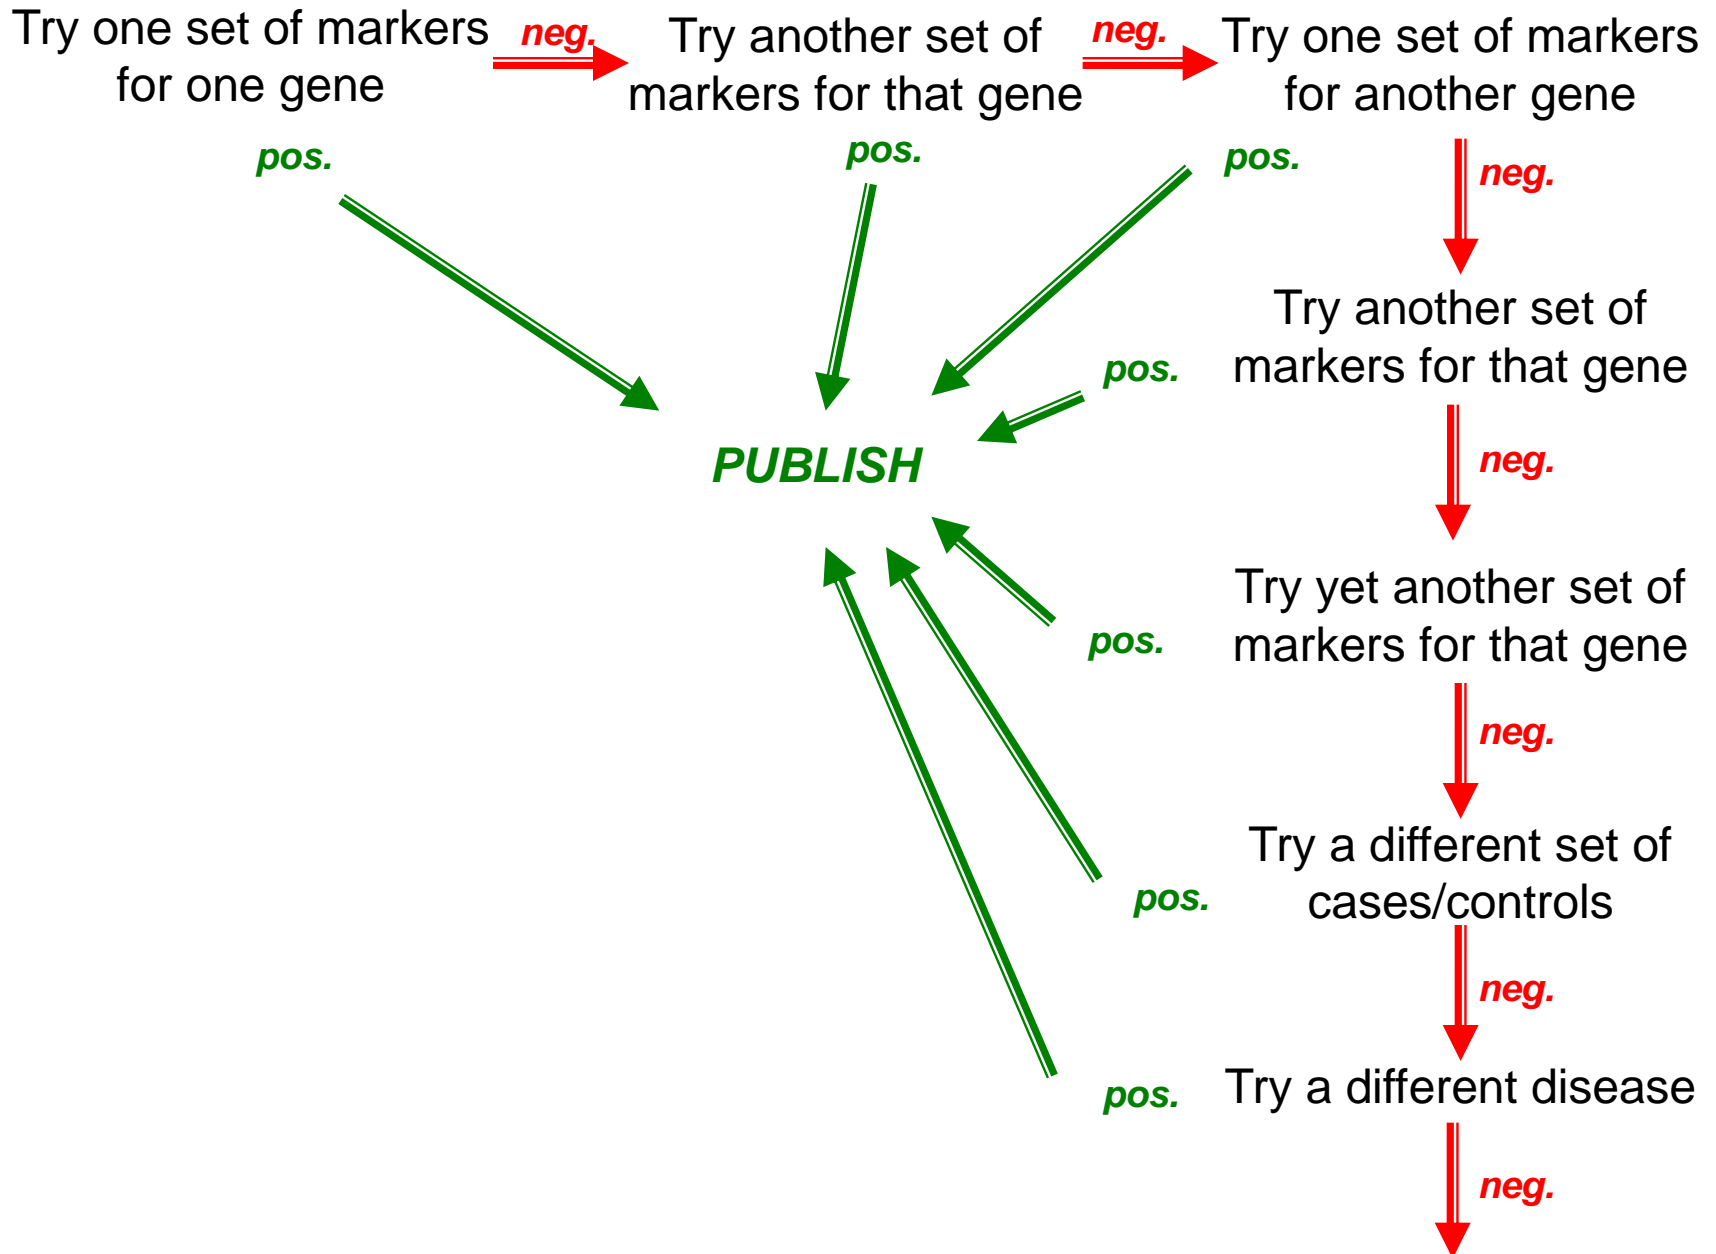 Try one set of markers
for one gene
neg.
Try another set of
markers for that gene
neg.
Try one set of markers
for another gene
pos.
pos.
pos.
neg.
Try another set of
markers for that gene
pos.
neg.
PUBLISH
Try yet another set of
markers for that gene
pos.
neg.
Try a different set of
cases/controls
pos.
neg.
Try a different disease
pos.
neg.